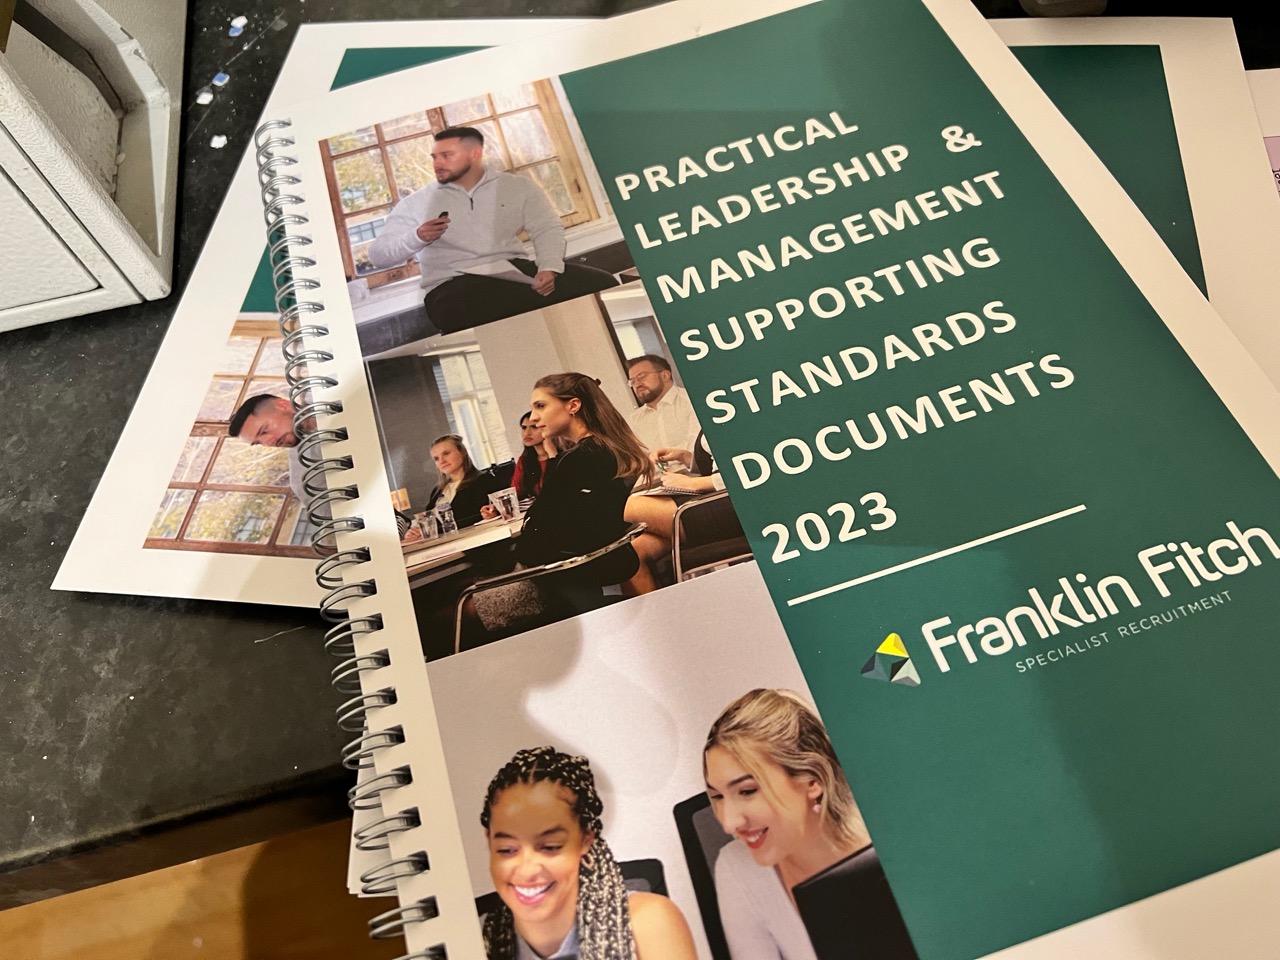 PRACTICAL
LEADERSHIP &
MANAGEMENT
SUPPORTING
STANDARDS
DOCUMENTS
2023
Franklin Fitch
SPECIALIST RECRUITMENT